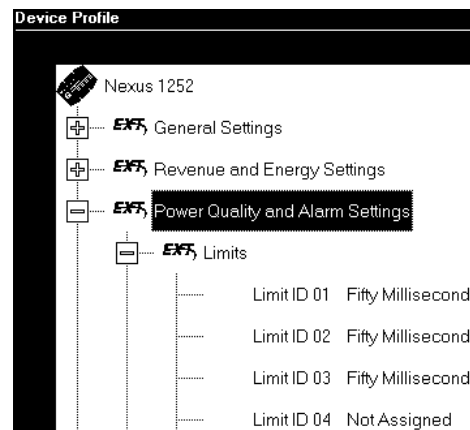 Device Profile
Nexus 1252
EXT General Settings
EXT Revenue and Energy Settings
EXT Power Quality and Alarm Settings
EXT Limits
Limit ID 01 Fifty Millisecond
Limit ID 02 Fifty Millisecond
Limit ID 03 Fifty Millisecond
Limit ID 04 Not Assigned